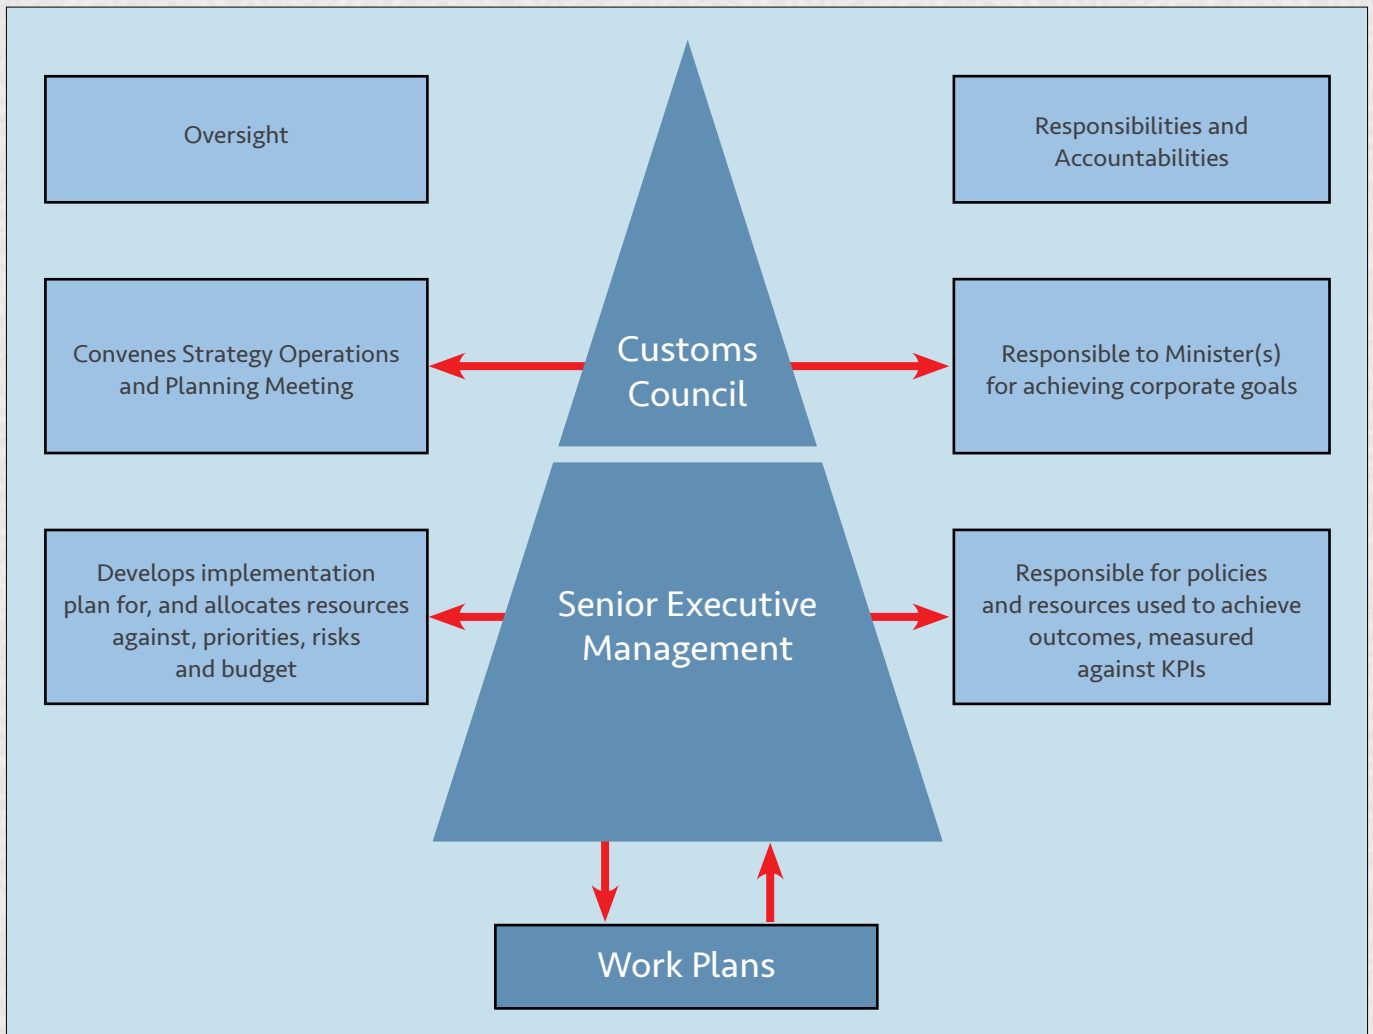 Oversight
Responsibilities and
Accountabilities
Convenes Strategy Operations
and Planning Meeting
Customs
Council
Responsible to Minister(s)
for achieving corporate goals
Develops implementation
plan for, and allocates resources
against, priorities, risks
and budget
Senior Executive
Management
Responsible for policies
and resources used to achieve
outcomes, measured
against KPIs
Work Plans